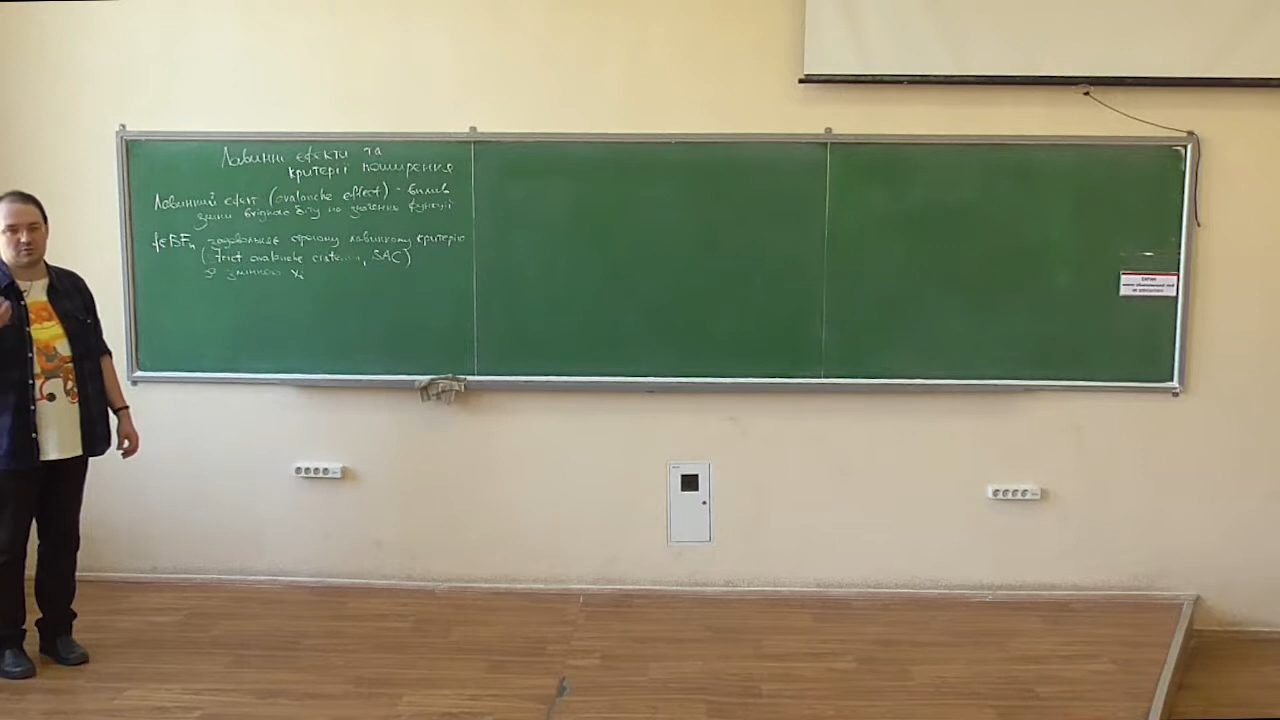 Лавинні ефекти та
критерії поширення
Лавинний ефект (avalanche effect) - вплив
зміни вхідного біту на значення функції
f∈BFₙ задовольняє строгому лавинному критерію
(strict avalanche criteria, SAC)
за змінною xᵢ